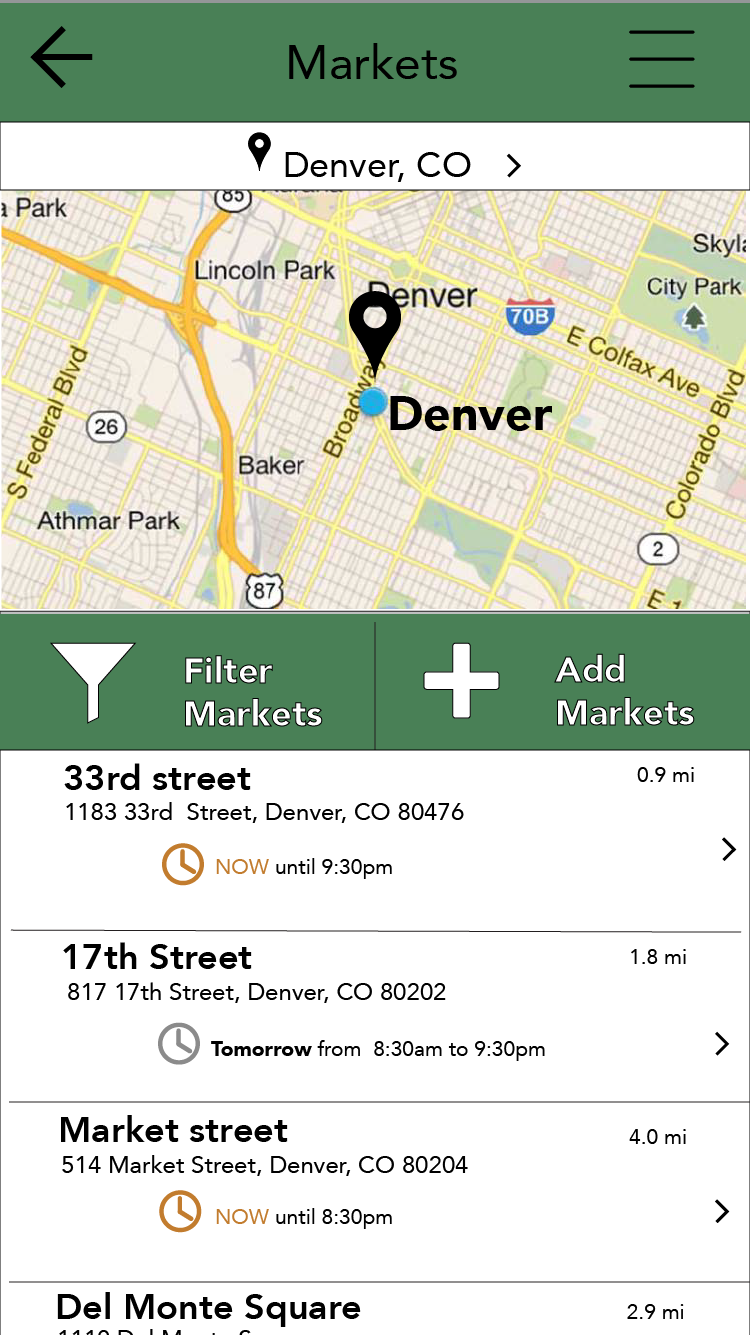 Markets
Denver, CO
85
a Park
Skyla
Lincoln Park
City Park
Denver
70B
E Colfax Ave
S Federal Blvd
Broadway
Denver
Colorado Blvd
26
Baker
Athmar Park
2
87
Filter
Markets
Add
Markets
33rd street
0.9 mi
1183 33rd  Street, Denver, CO 80476
NOW until 9:30pm
17th Street
1.8 mi
817 17th Street, Denver, CO 80202
Tomorrow from  8:30am to 9:30pm
Market street
4.0 mi
514 Market Street, Denver, CO 80204
NOW until 8:30pm
Del Monte Square
2.9 mi